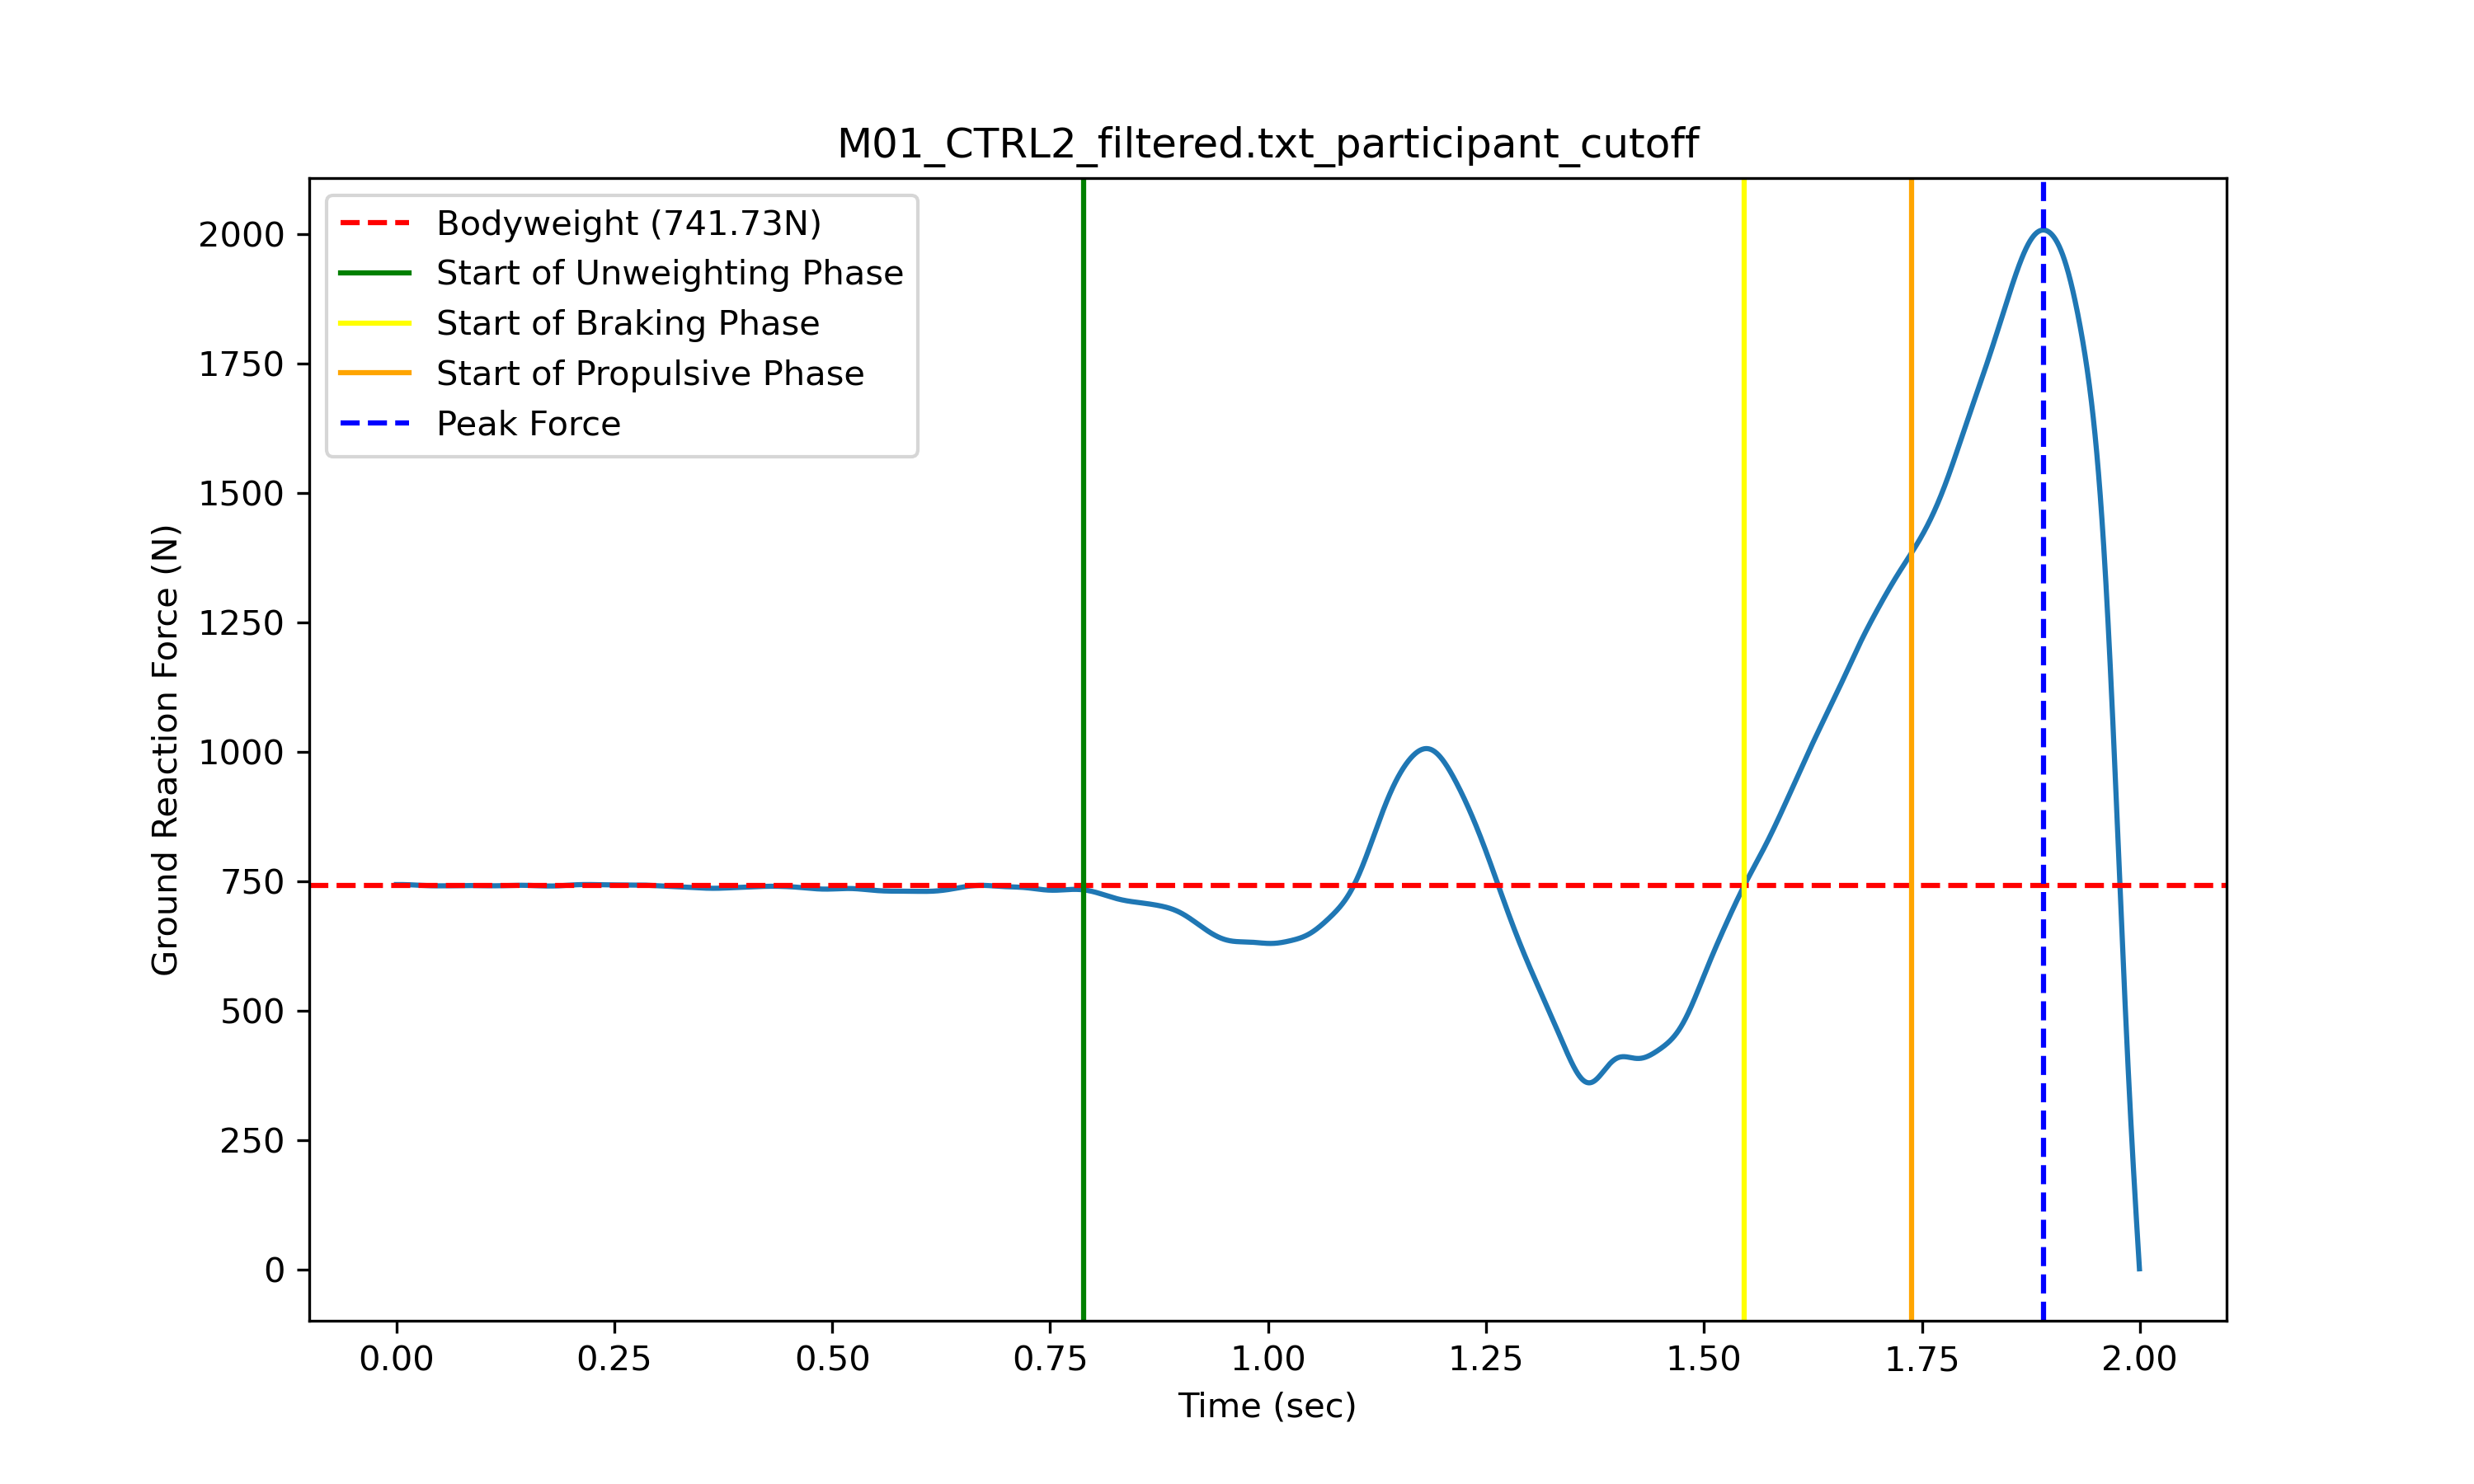 M01_CTRL2_filtered.txt_participant_cutoff
Bodyweight (741.73N)
Start of Unweighting Phase
Start of Braking Phase
Start of Propulsive Phase
Peak Force
Ground Reaction Force (N)
2000
1750
1500
1250
1000
750
500
250
0
0.00 0.25 0.50 0.75 1.00 1.25 1.50 1.75 2.00
Time (sec)